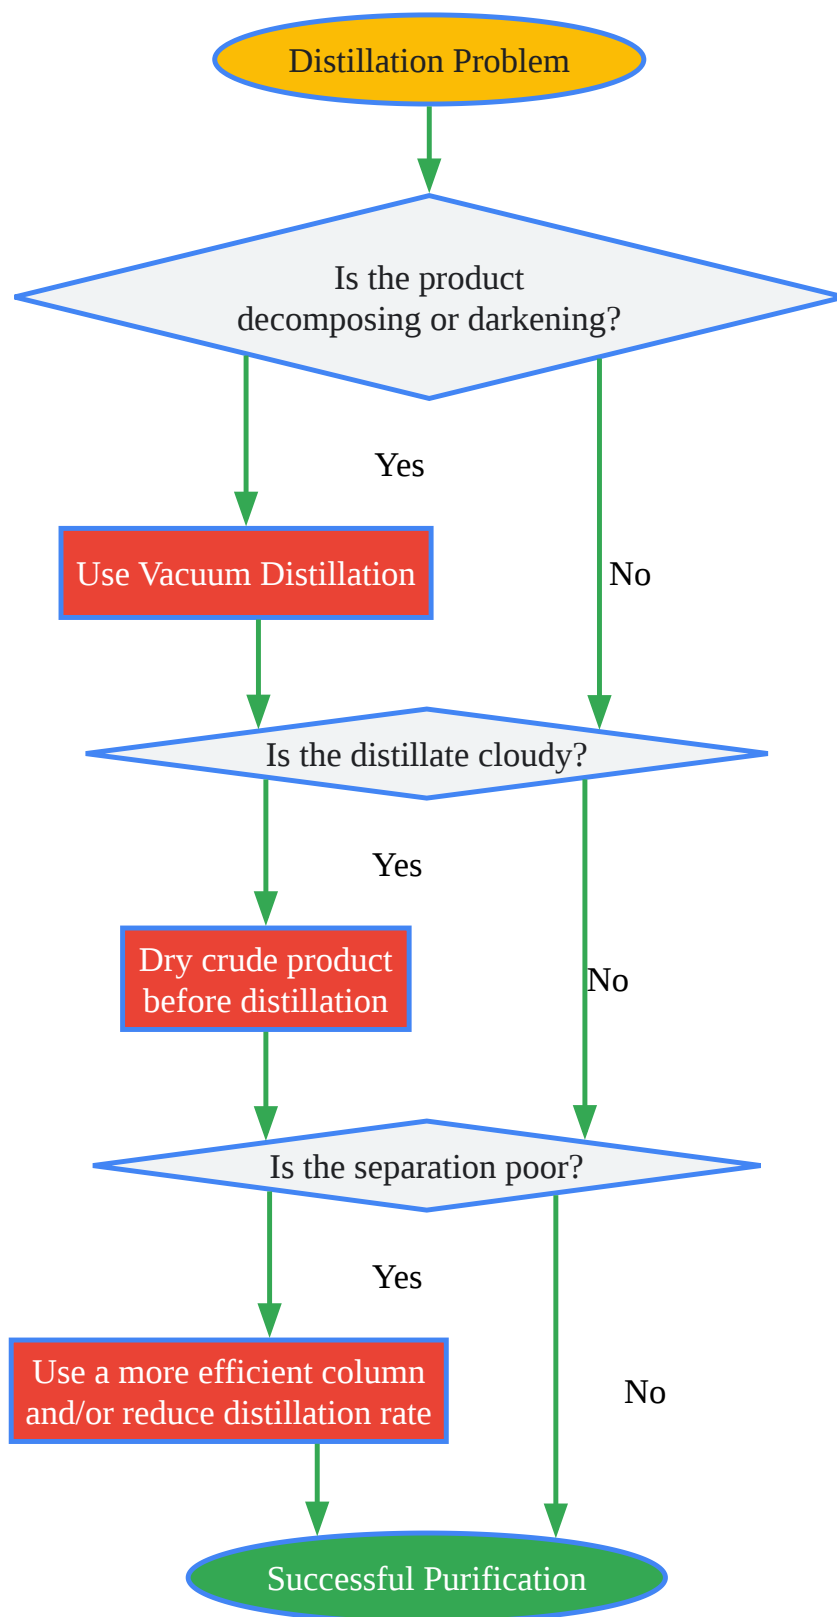 Distillation Problem
Is the product
decomposing or darkening?
Yes
Use Vacuum Distillation
No
Is the distillate cloudy?
Yes
Dry crude product
before distillation
No
Is the separation poor?
Yes
Use a more efficient column
and/or reduce distillation rate
No
Successful Purification